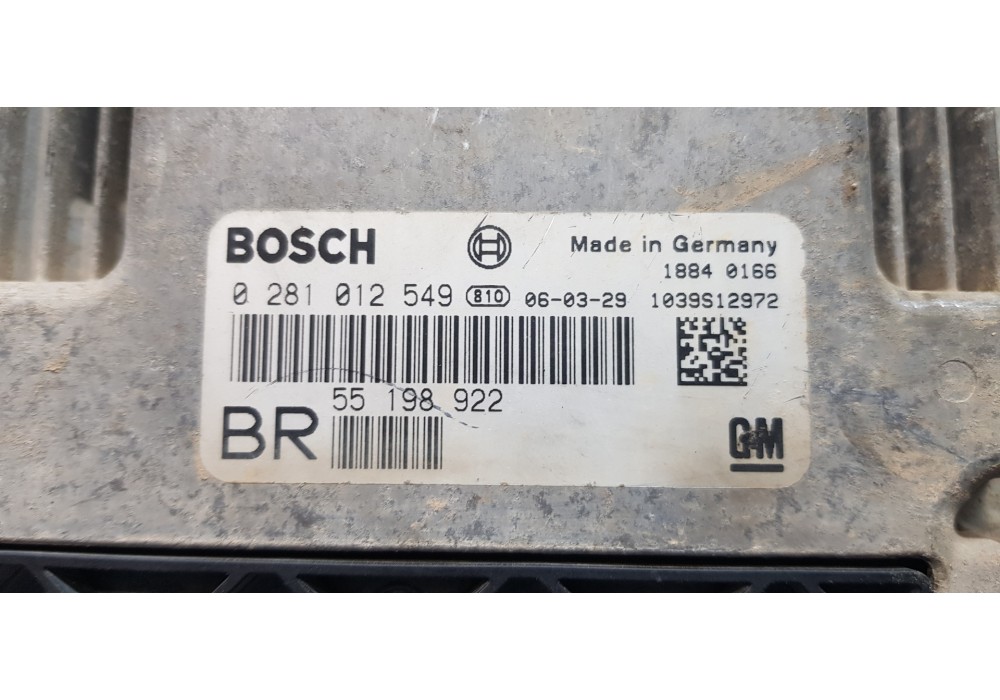 BOSCH Made in Germany
1884 0166
0 281 012 549 810 06-03-29 1039S12972
55 198 922
BR
GM